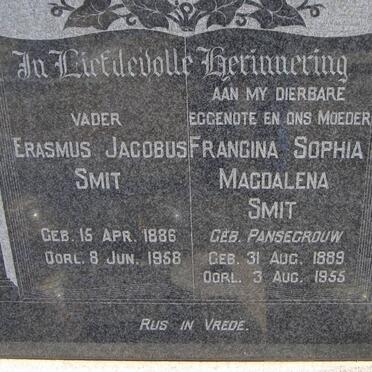 In Liefdevolle Herinnering
VADER
ERASMUS JACOBUS
SMIT
GEB. 15 APR. 1886
OORL. 8 JUN. 1958
AAN MY DIERBARE
EGGENOTE EN ONS MOEDER
FRANCINA SOPHIA
MAGDALENA
SMIT
GEB. PANSEGROUW
GEB. 31 AUG. 1889
OORL. 3 AUG. 1955
RUS IN VREDE.